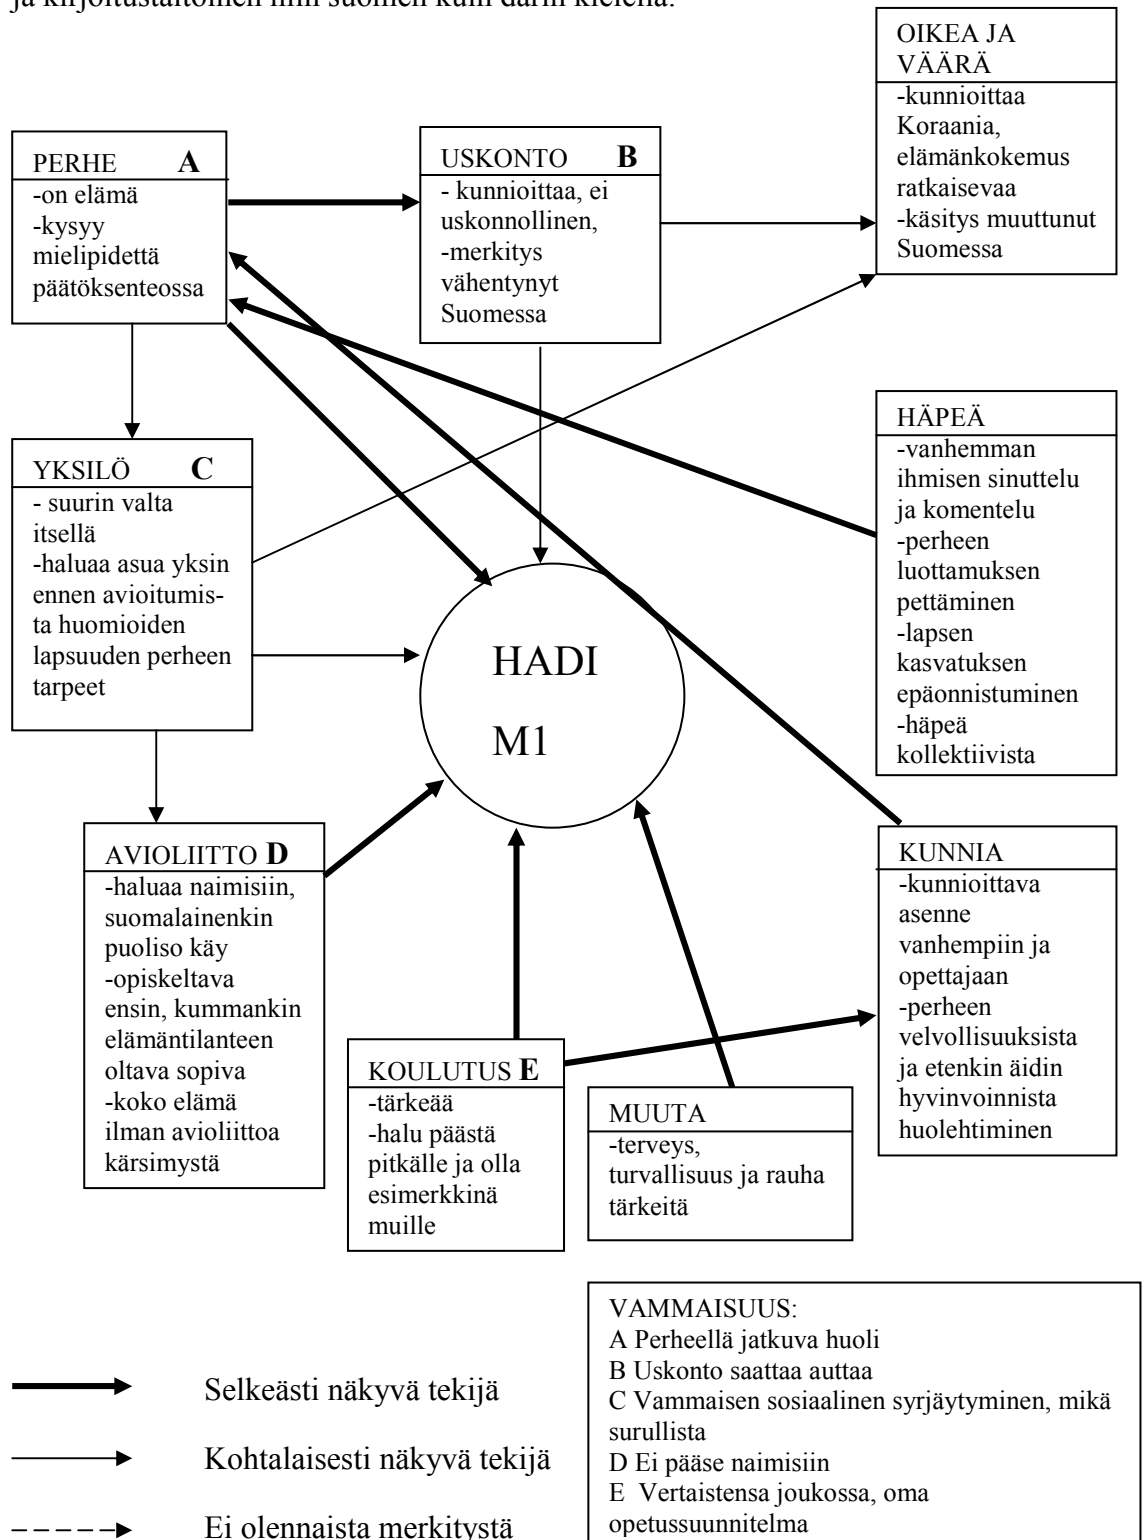 ja kirjoitustaitoinen niin suomen kuin darin kielellä.
OIKEA JA
VÄÄRÄ
-kunnioittaa
Koraania,
elämänkokemus
ratkaisevaa
-käsitys muuttunut
Suomessa
PERHE A
-on elämä
-kysyy
mielipidettä
päätöksenteossa
USKONTO B
- kunnioittaa, ei
uskonnollinen,
-merkitys
vähentynyt
Suomessa
HÄPEÄ
-vanhemman
ihmisen sinuttelu
ja komentelu
-perheen
luottamuksen
pettäminen
-lapsen
kasvatuksen
epäonnistuminen
-häpeä
kollektiivista
YKSILÖ C
- suurin valta
itsellä
-haluaa asua yksin
ennen avioitumis-
ta huomioiden
lapsuuden perheen
tarpeet
HADI
M1
AVIOLIITTO D
-haluaa naimisiin,
suomalainenkin
puoliso käy
-opiskeltava
ensin, kummankin
elämäntilanteen
oltava sopiva
-koko elämä
ilman avioliittoa
kärsimystä
KUNNIA
-kunnioittava
asenne
vanhempiin ja
opettajaan
-perheen
velvollisuuksista
ja etenkin äidin
hyvinvoinnista
huolehtiminen
KOULUTUS E
-tärkeää
-halu päästä
pitkälle ja olla
esimerkkinä
muille
MUUTA
-terveys,
turvallisuus ja rauha
tärkeitä
VAMMAISUUS:
A Perheellä jatkuva huoli
B Uskonto saattaa auttaa
C Vammaisen sosiaalinen syrjäytyminen, mikä
surullista
D Ei pääse naimisiin
E Vertaistensa joukossa, oma
opetussuunnitelma
Selkeästi näkyvä tekijä
Kohtalaisesti näkyvä tekijä
Ei olennaista merkitystä